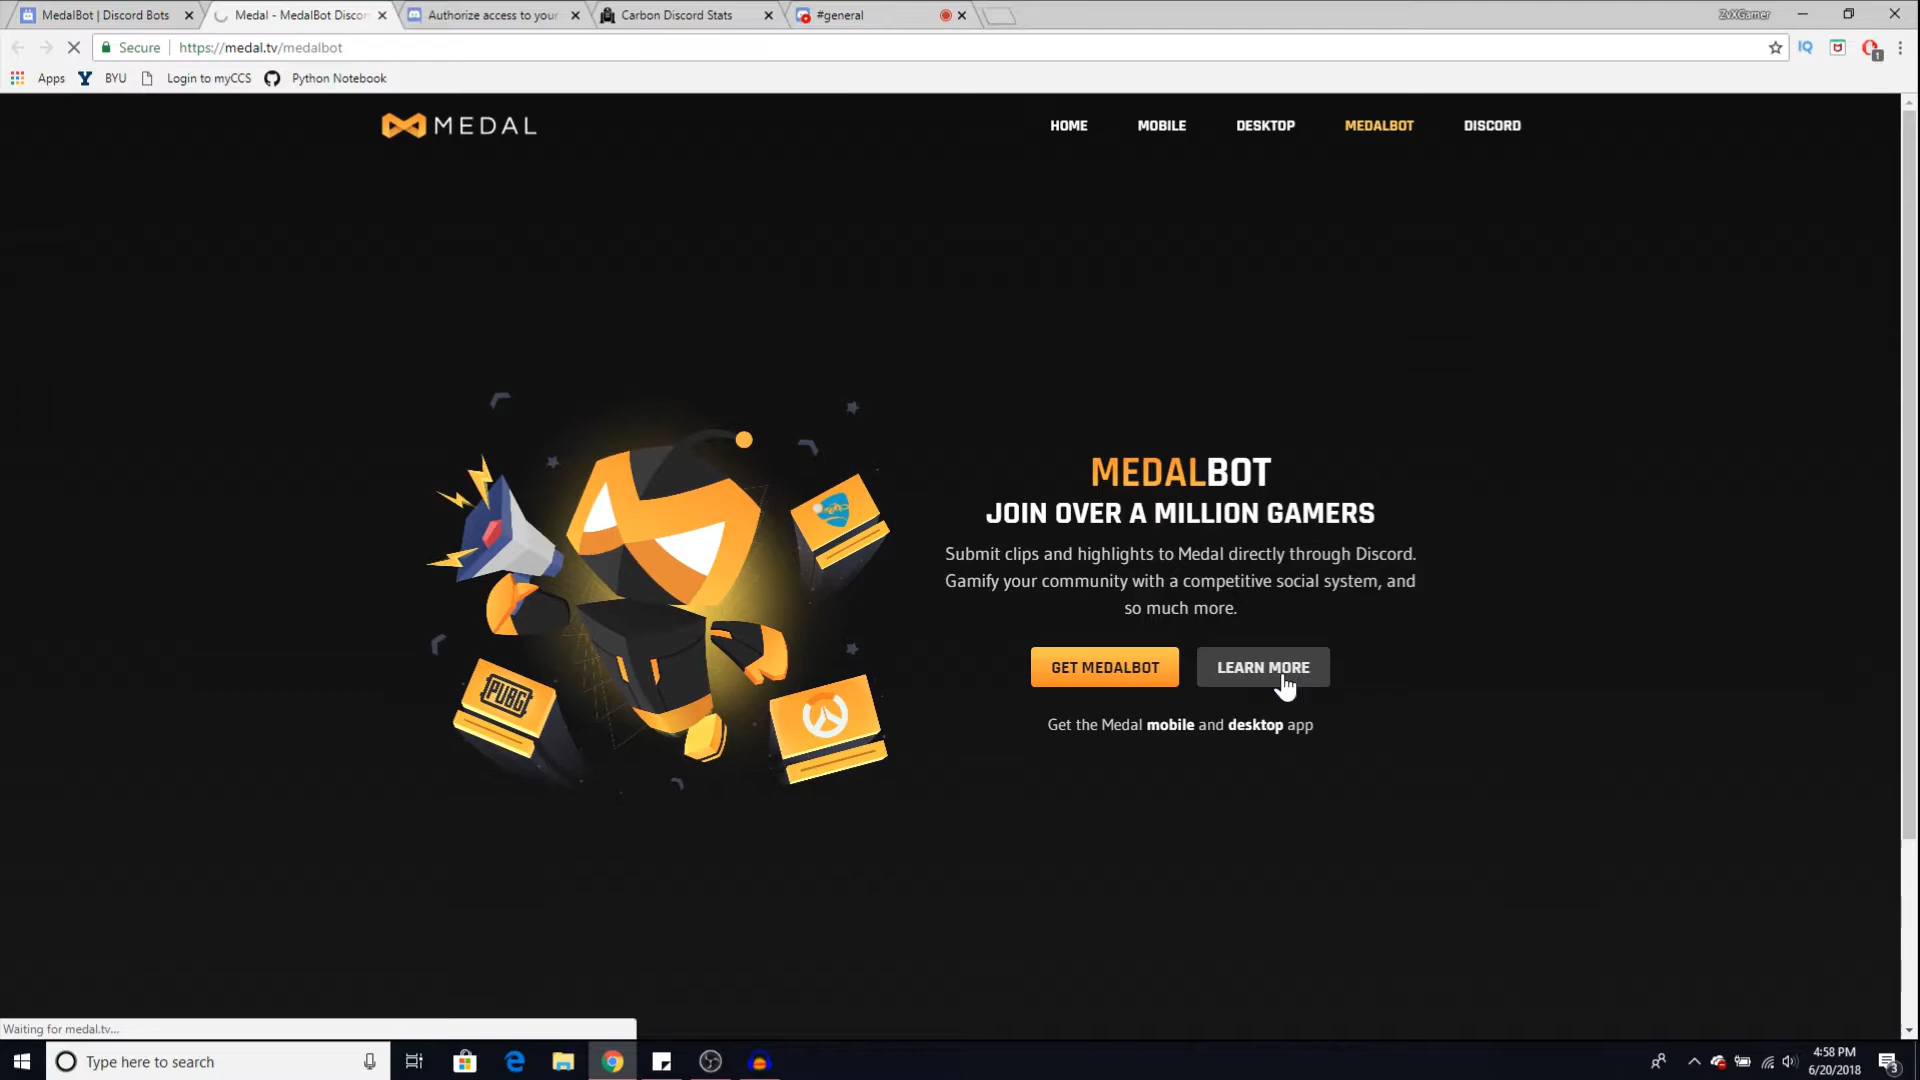 MedalBot | Discord Bots
Medal - MedalBot Discor
Authorize access to your
Carbon Discord Stats
#general
ZvXGamer
Secure
https://medal.tv/medalbot
IQ
1
Apps
BYU
Login to myCCS
Python Notebook
MEDAL
HOME
MOBILE
DESKTOP
MEDALBOT
DISCORD
PUBG
MEDALBOT
JOIN OVER A MILLION GAMERS
Submit clips and highlights to Medal directly through Discord.
Gamify your community with a competitive social system, and
so much more.
GET MEDALBOT
LEARN MORE
Get the Medal mobile and desktop app
Waiting for medal.tv...
Type here to search
4:58 PM
6/20/2018
3